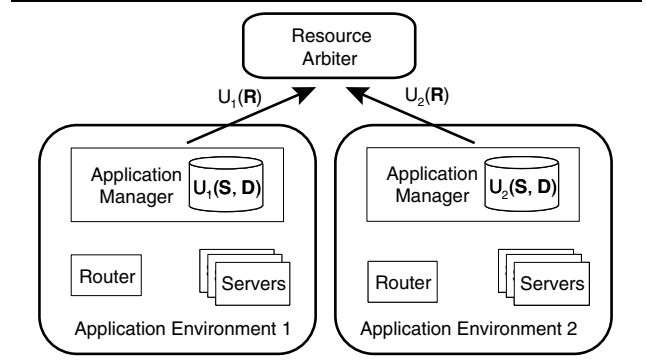 Resource
Arbiter
U1(R)
U2(R)
Application
Manager
U1(S, D)
Router
Servers
Application Environment 1
Application
Manager
U2(S, D)
Router
Servers
Application Environment 2